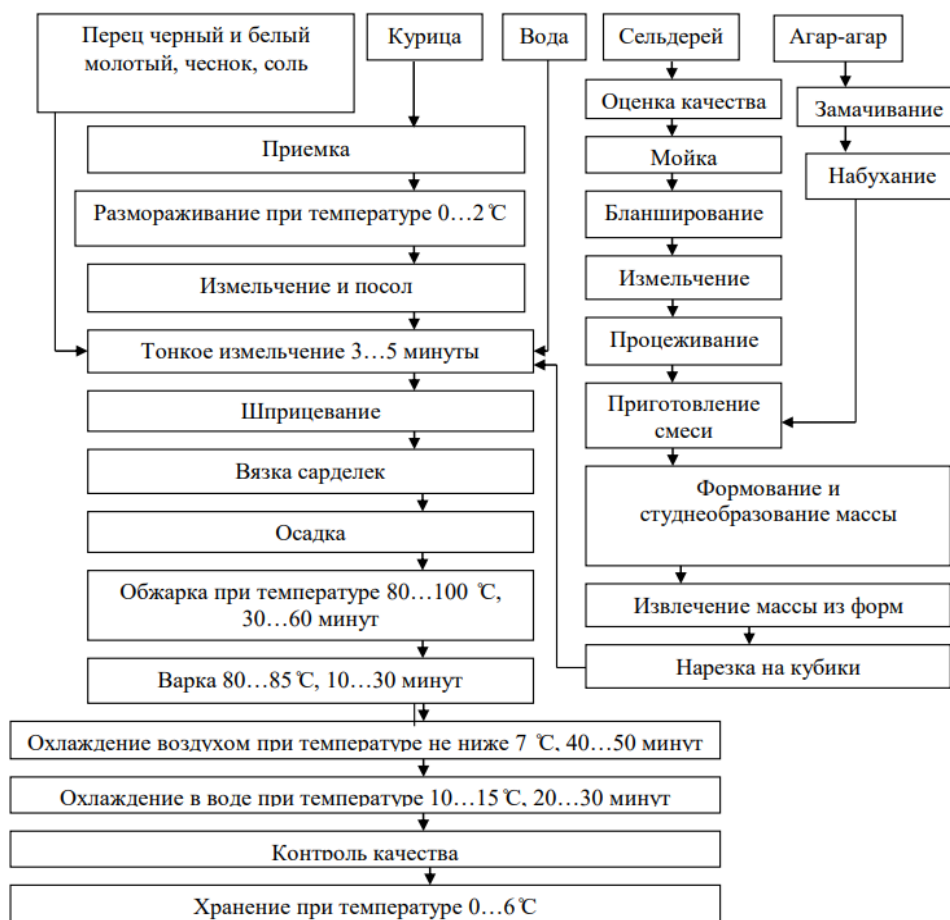 Перец черный и белый
молотый, чеснок, соль
Курица
Вода
Сельдерей
Агар-агар
Оценка качества
Замачивание
Приемка
Мойка
Набухание
Размораживание при температуре 0…2℃
Бланширование
Измельчение и посол
Измельчение
Тонкое измельчение 3…5 минуты
Процеживание
Шприцевание
Приготовление
смеси
Вязка сарделек
Формование и
студнеобразование массы
Осадка
Обжарка при температуре 80…100 ℃,
30…60 минут
Извлечение массы из форм
Варка 80…85℃, 10…30 минут
Нарезка на кубики
Охлаждение воздухом при температуре не ниже 7 ℃, 40…50 минут
Охлаждение в воде при температуре 10…15℃, 20…30 минут
Контроль качества
Хранение при температуре 0…6℃